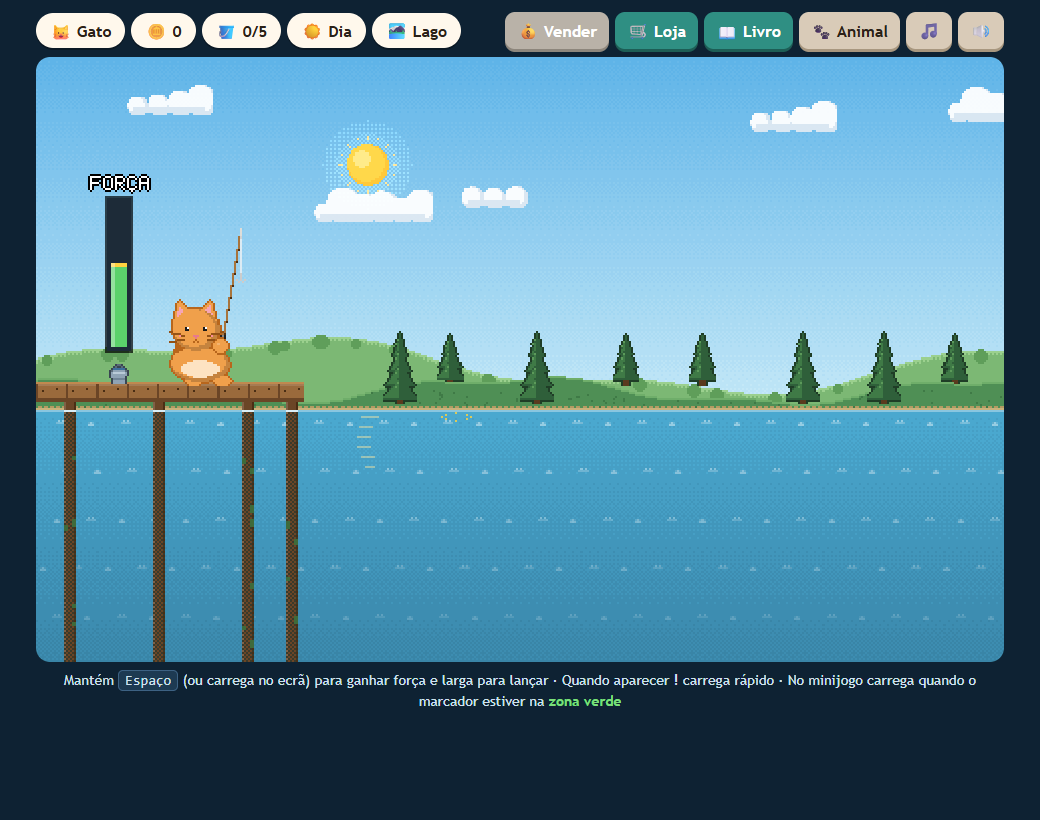 Gato 0 0/5 Dia Lago Vender Loja Livro Animal
FORÇA
Mantém Espaço (ou carrega no ecrã) para ganhar força e larga para lançar · Quando aparecer ! carrega rápido · No minijogo carrega quando o
marcador estiver na zona verde